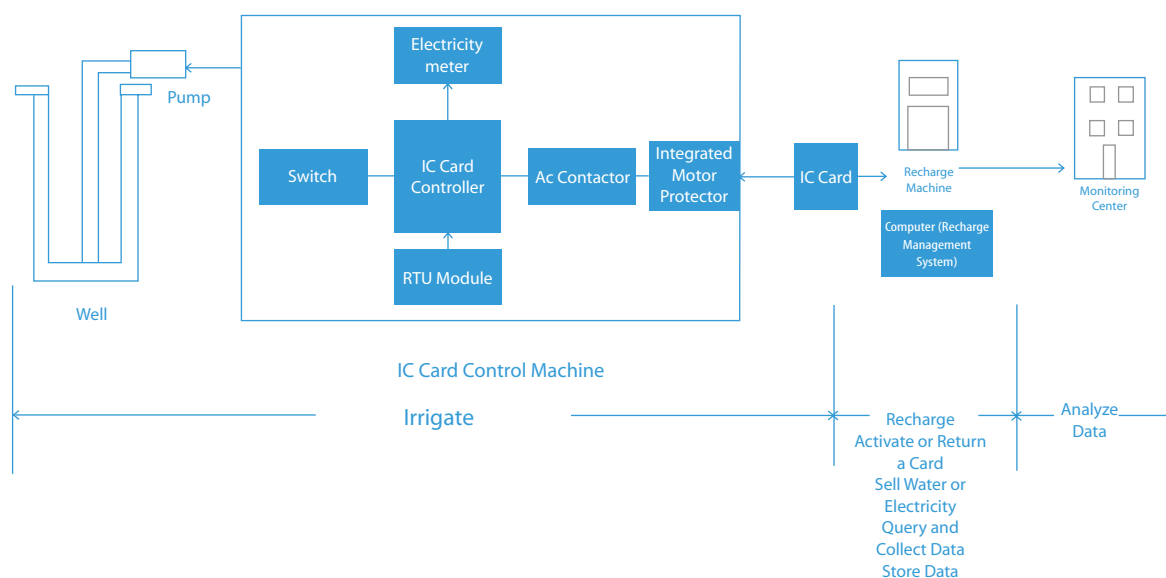 Electricity
meter
Pump
Switch
IC Card
Controller
Ac Contactor
Integrated
Motor
Protector
IC Card
Recharge
Machine
Monitoring
Center
Computer (Recharge
Management
System)
RTU Module
Well
IC Card Control Machine
Irrigate
Recharge
Activate or Return
a Card
Sell Water or
Electricity
Query and
Collect Data
Store Data
Analyze
Data